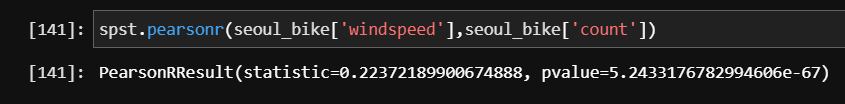 [141]: spst.pearsonr(seoul_bike['windspeed'],seoul_bike['count'])
[141]: PearsonRResult(statistic=0.22372189900674888, pvalue=5.2433176782994606e-67)